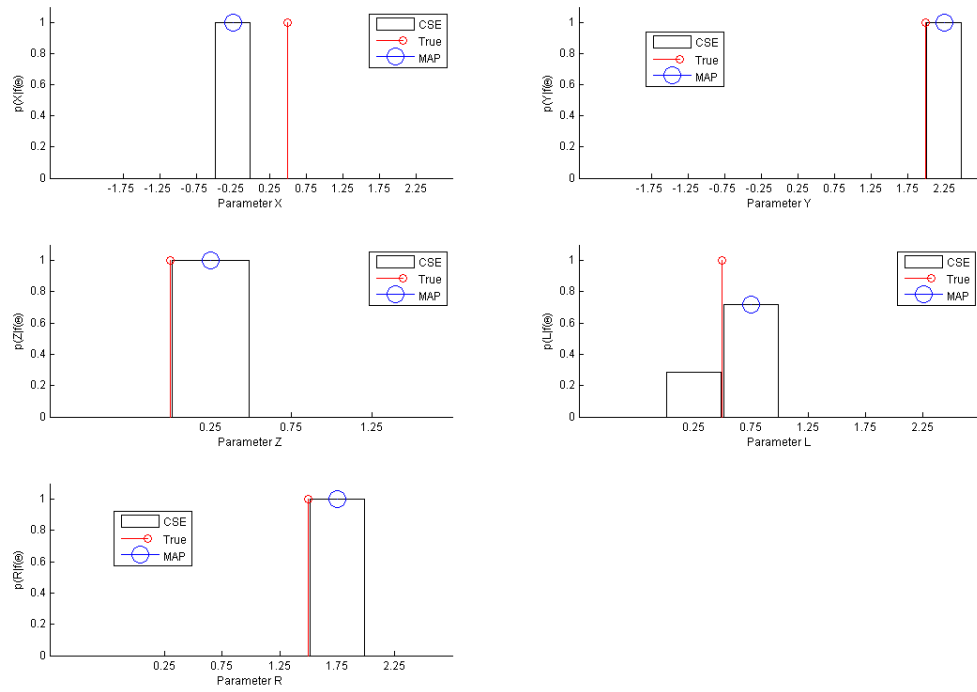 p(X|f(Θ))
1
0.8
0.6
0.4
0.2
0
CSE
True
MAP
-1.75 -1.25 -0.75 -0.25 0.25 0.75 1.25 1.75 2.25
Parameter X
p(Y|f(Θ))
1
0.8
0.6
0.4
0.2
0
CSE
True
MAP
-1.75 -1.25 -0.75 -0.25 0.25 0.75 1.25 1.75 2.25
Parameter Y
p(Z|f(Θ))
1
0.8
0.6
0.4
0.2
0
CSE
True
MAP
0.25 0.75 1.25
Parameter Z
p(L|f(Θ))
1
0.8
0.6
0.4
0.2
0
CSE
True
MAP
0.25 0.75 1.25 1.75 2.25
Parameter L
p(R|f(Θ))
1
0.8
0.6
0.4
0.2
0
CSE
True
MAP
0.25 0.75 1.25 1.75 2.25
Parameter R